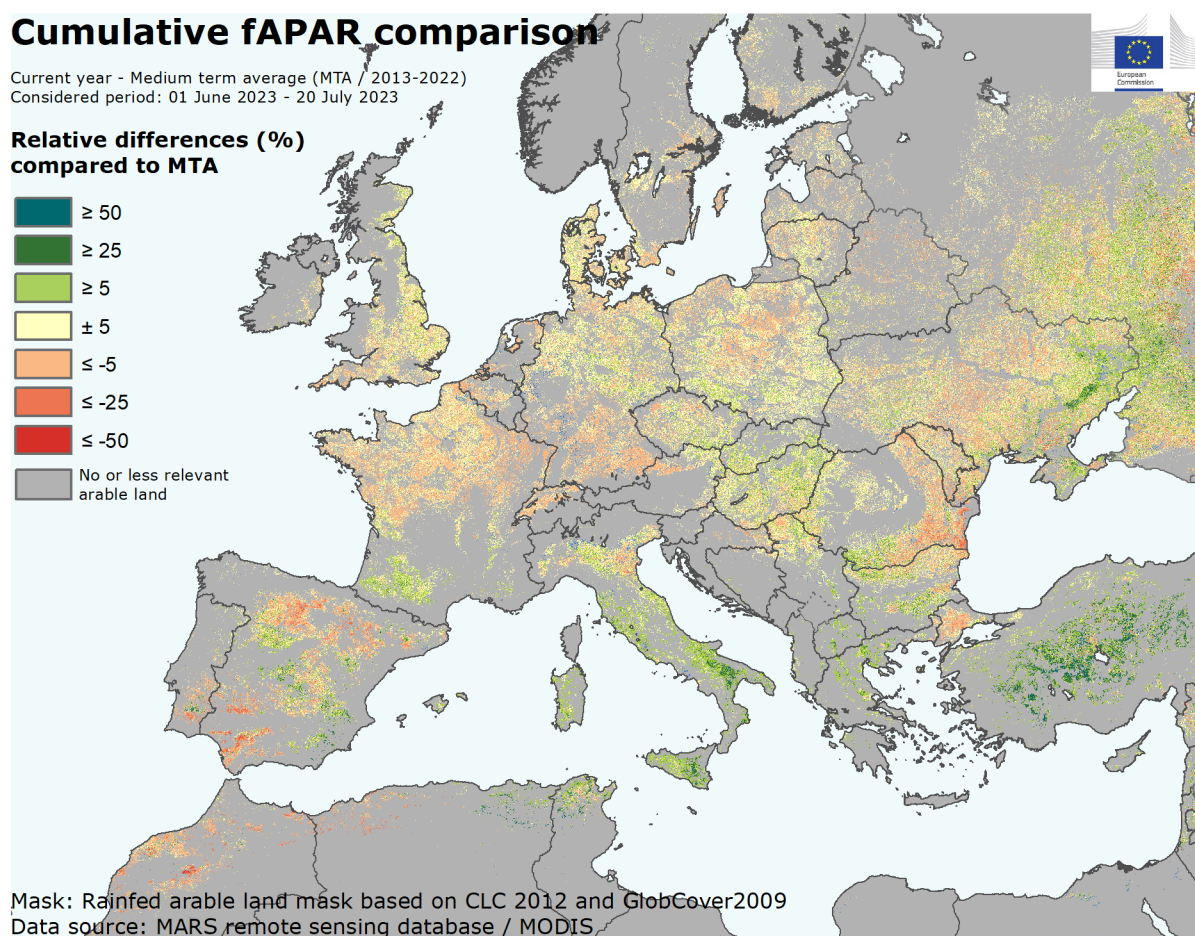 Cumulative fAPAR comparison
Current year - Medium term average (MTA / 2013-2022)
Considered period: 01 June 2023 - 20 July 2023
European
Commission
Relative differences (%)
compared to MTA
≥ 50
≥ 25
≥ 5
± 5
≤ -5
≤ -25
≤ -50
No or less relevant
arable land
Mask: Rainfed arable land mask based on CLC 2012 and GlobCover2009
Data source: MARS remote sensing database / MODIS